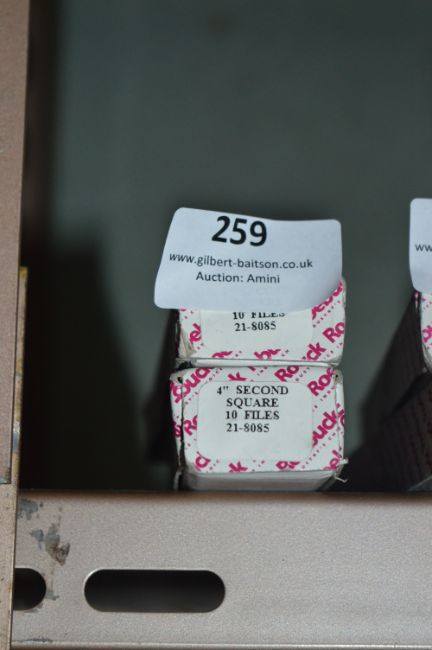 259
www.gilbert-baitson.co.uk
Auction: Amini
10 FILES
21-8085
4" SECOND
SQUARE
10 FILES
21-8085